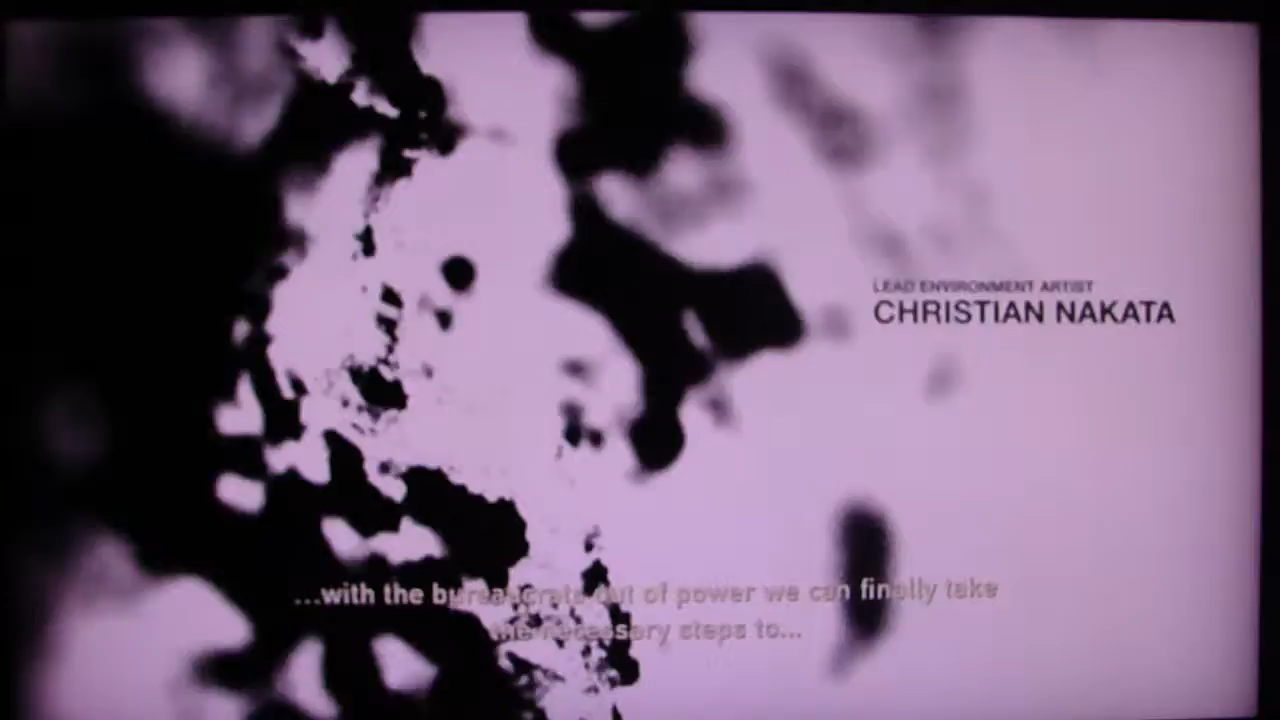 LEAD ENVIRONMENT ARTIST
CHRISTIAN NAKATA
...with the bureaucrats out of power we can finally take
the necessary steps to...